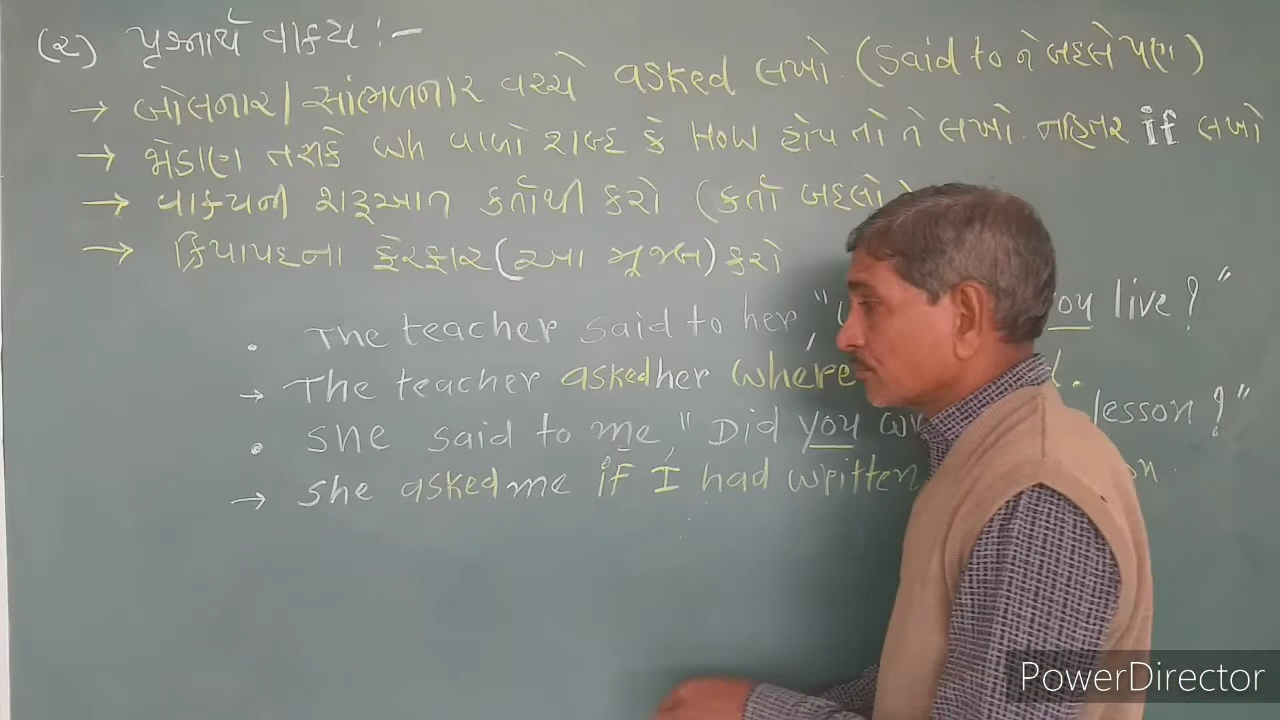 (૨) પ્રશ્નાર્થ વાક્ય :-
→ બોલનાર/સાંભળનાર વચ્ચે asked લખો. (said to ને બદલે પણ)
→ જોડાણ તરીકે Wh વાળો શબ્દ કે How હોય તો તે લખો. નહિતર if લખો
→ વાક્યની શરૂઆત કર્તાથી કરો (કર્તા બદલો
→ ક્રિયાપદના ફેરફાર (આ મૂજબ) કરો
• The teacher said to her, " you live?"
→ The teacher asked her where
• She said to me, "Did you lesson?"
→ She asked me if I had written
PowerDirector